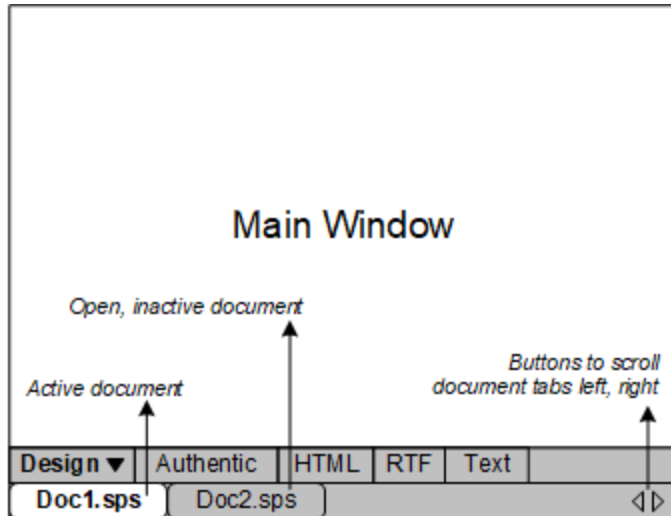 Main Window
Open, inactive document
Buttons to scroll
document tabs left, right
Active document
Design Authentic HTML RTF Text
Doc1.sps Doc2.sps